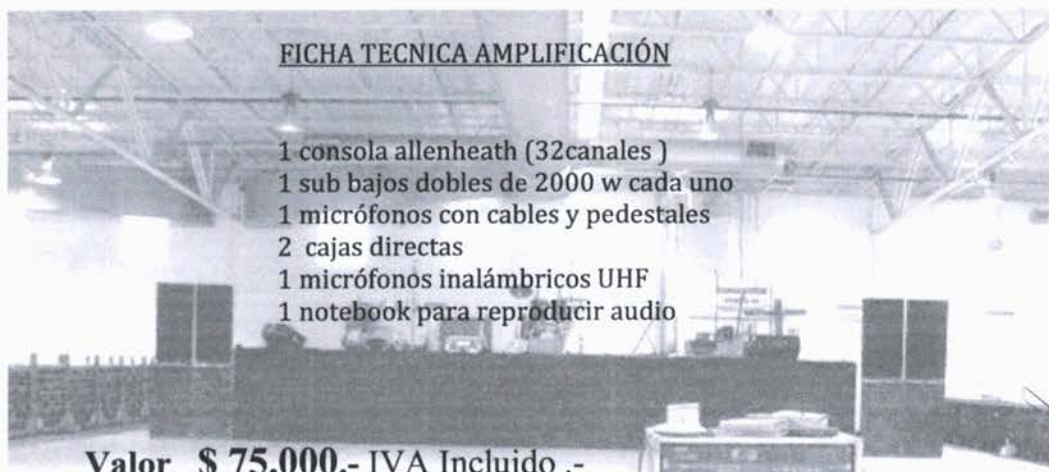 FICHA TECNICA AMPLIFICACIÓN
1 consola allenheath (32canales )
1 sub bajos dobles de 2000 w cada uno
1 micrófonos con cables y pedestales
2 cajas directas
1 micrófonos inalámbricos UHF
1 notebook para reproducir audio
Valor $ 75.000.- IVA Incluido .-